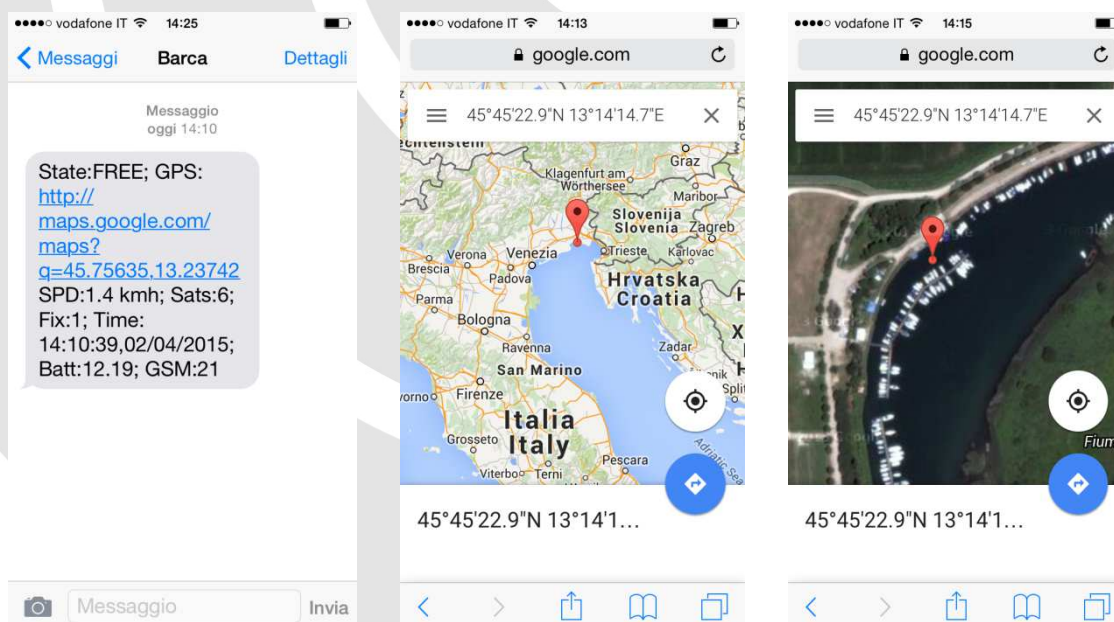 vodafone IT 14:25
Messaggi Barca Dettagli
Messaggio
oggi 14:10
State:FREE; GPS:
http://
maps.google.com/
maps?
q=45.75635,13.23742
SPD:1.4 kmh; Sats:6;
Fix:1; Time:
14:10:39,02/04/2015;
Batt:12.19; GSM:21
Messaggio Invia
vodafone IT 14:13
google.com
45°45'22.9"N 13°14'14.7"E
Graz
Klagenfurt am
Wörthersee
Maribor
Slovenija
Slovenia
Zagreb
Verona Venezia
Trieste Karlovac
Brescia
Padova
Hrvatska
Croatia
Parma
Bologna
Ravenna
Zadar
San Marino
Firenze
Split
Italia
Italy
Grosseto
Pescara
Adriatic Sea
Viterbo Terni
45°45'22.9"N 13°14'1...
vodafone IT 14:15
google.com
45°45'22.9"N 13°14'14.7"E
Fium
45°45'22.9"N 13°14'1...